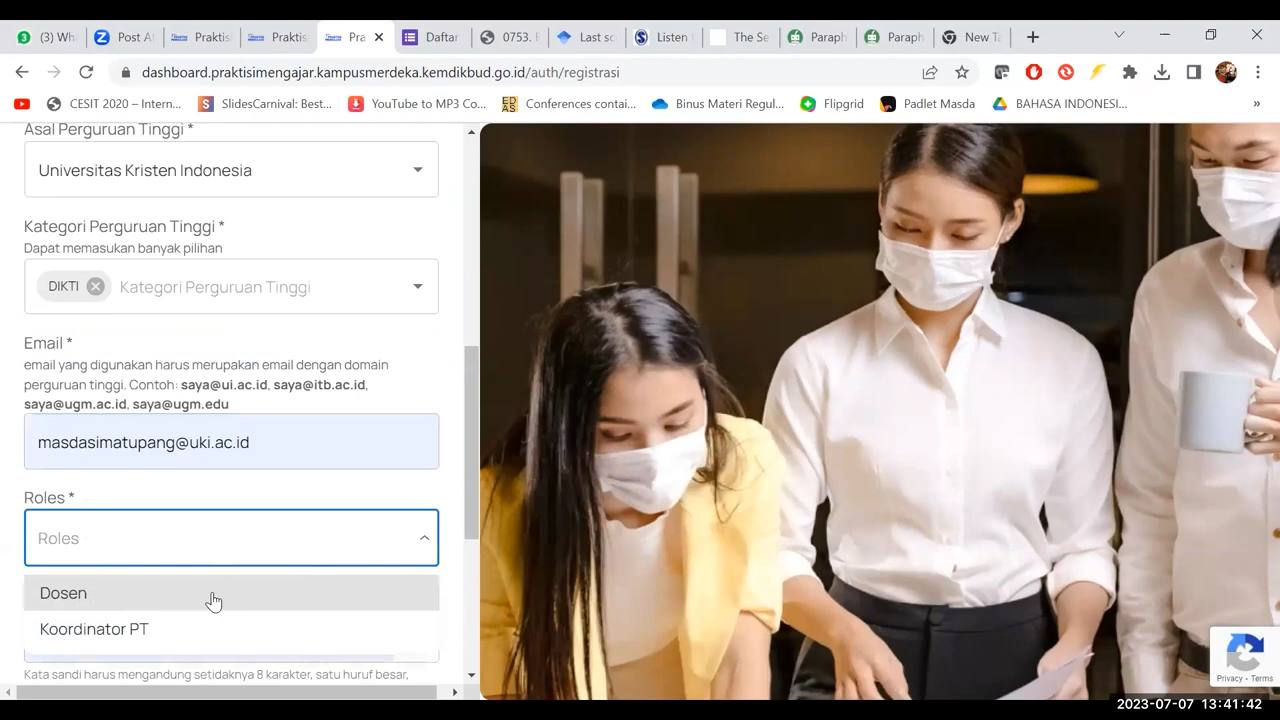 (3) Wh
Post A
Praktis
Praktis
Pra
Daftar
0753. F
Last sc
Listen
The Se
Paraph
Paraph
New Ta
dashboard.praktisimengajar.kampusmerdeka.kemdikbud.go.id/auth/registrasi
CESIT 2020 – Intern...
SlidesCarnival: Best...
YouTube to MP3 Co...
EDAS
Conferences contai...
Binus Materi Regul...
Flipgrid
Padlet Masda
BAHASA INDONESI...
»
Asal Perguruan Tinggi *
Universitas Kristen Indonesia
Kategori Perguruan Tinggi *
Dapat memasukan banyak pilihan
DIKTI
Kategori Perguruan Tinggi
Email *
email yang digunakan harus merupakan email dengan domain
perguruan tinggi. Contoh: saya@ui.ac.id, saya@itb.ac.id,
saya@ugm.ac.id, saya@ugm.edu
masdasimatupang@uki.ac.id
Roles *
Roles
Dosen
Koordinator PT
Kata sandi harus mengandung setidaknya 8 karakter, satu huruf besar,
Privacy - Terms
2023-07-07 13:41:42